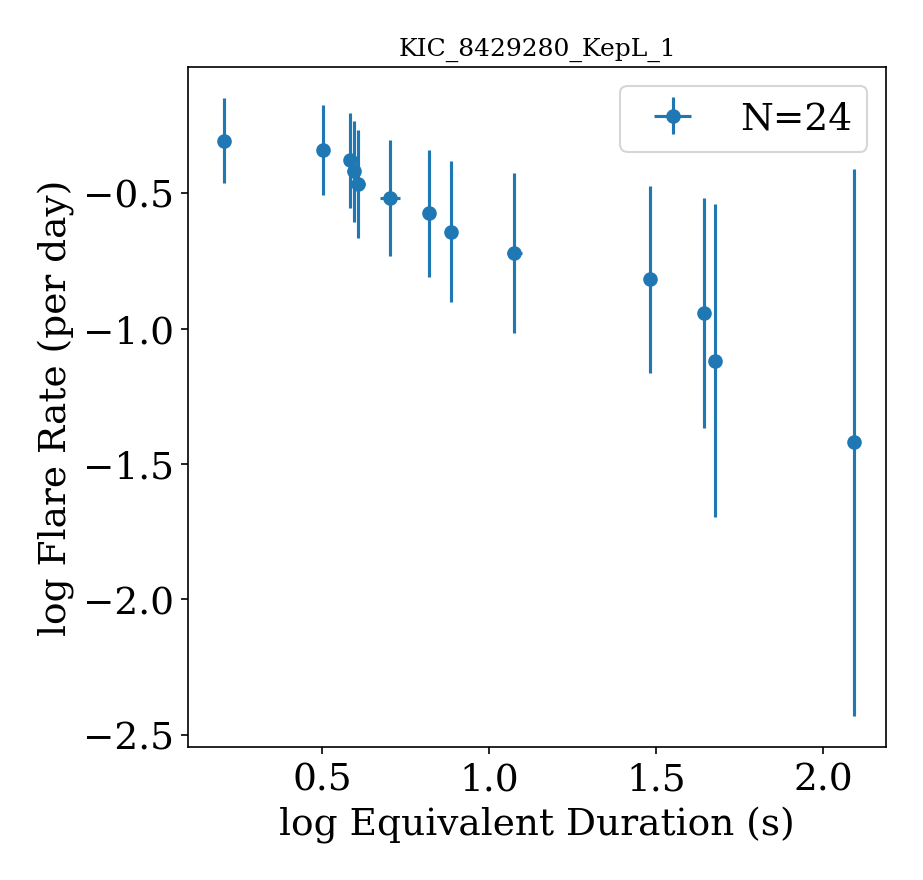 KIC_8429280_KepL_1
N=24
log Flare Rate (per day)
−0.5
−1.0
−1.5
−2.0
−2.5
0.5 1.0 1.5 2.0
log Equivalent Duration (s)